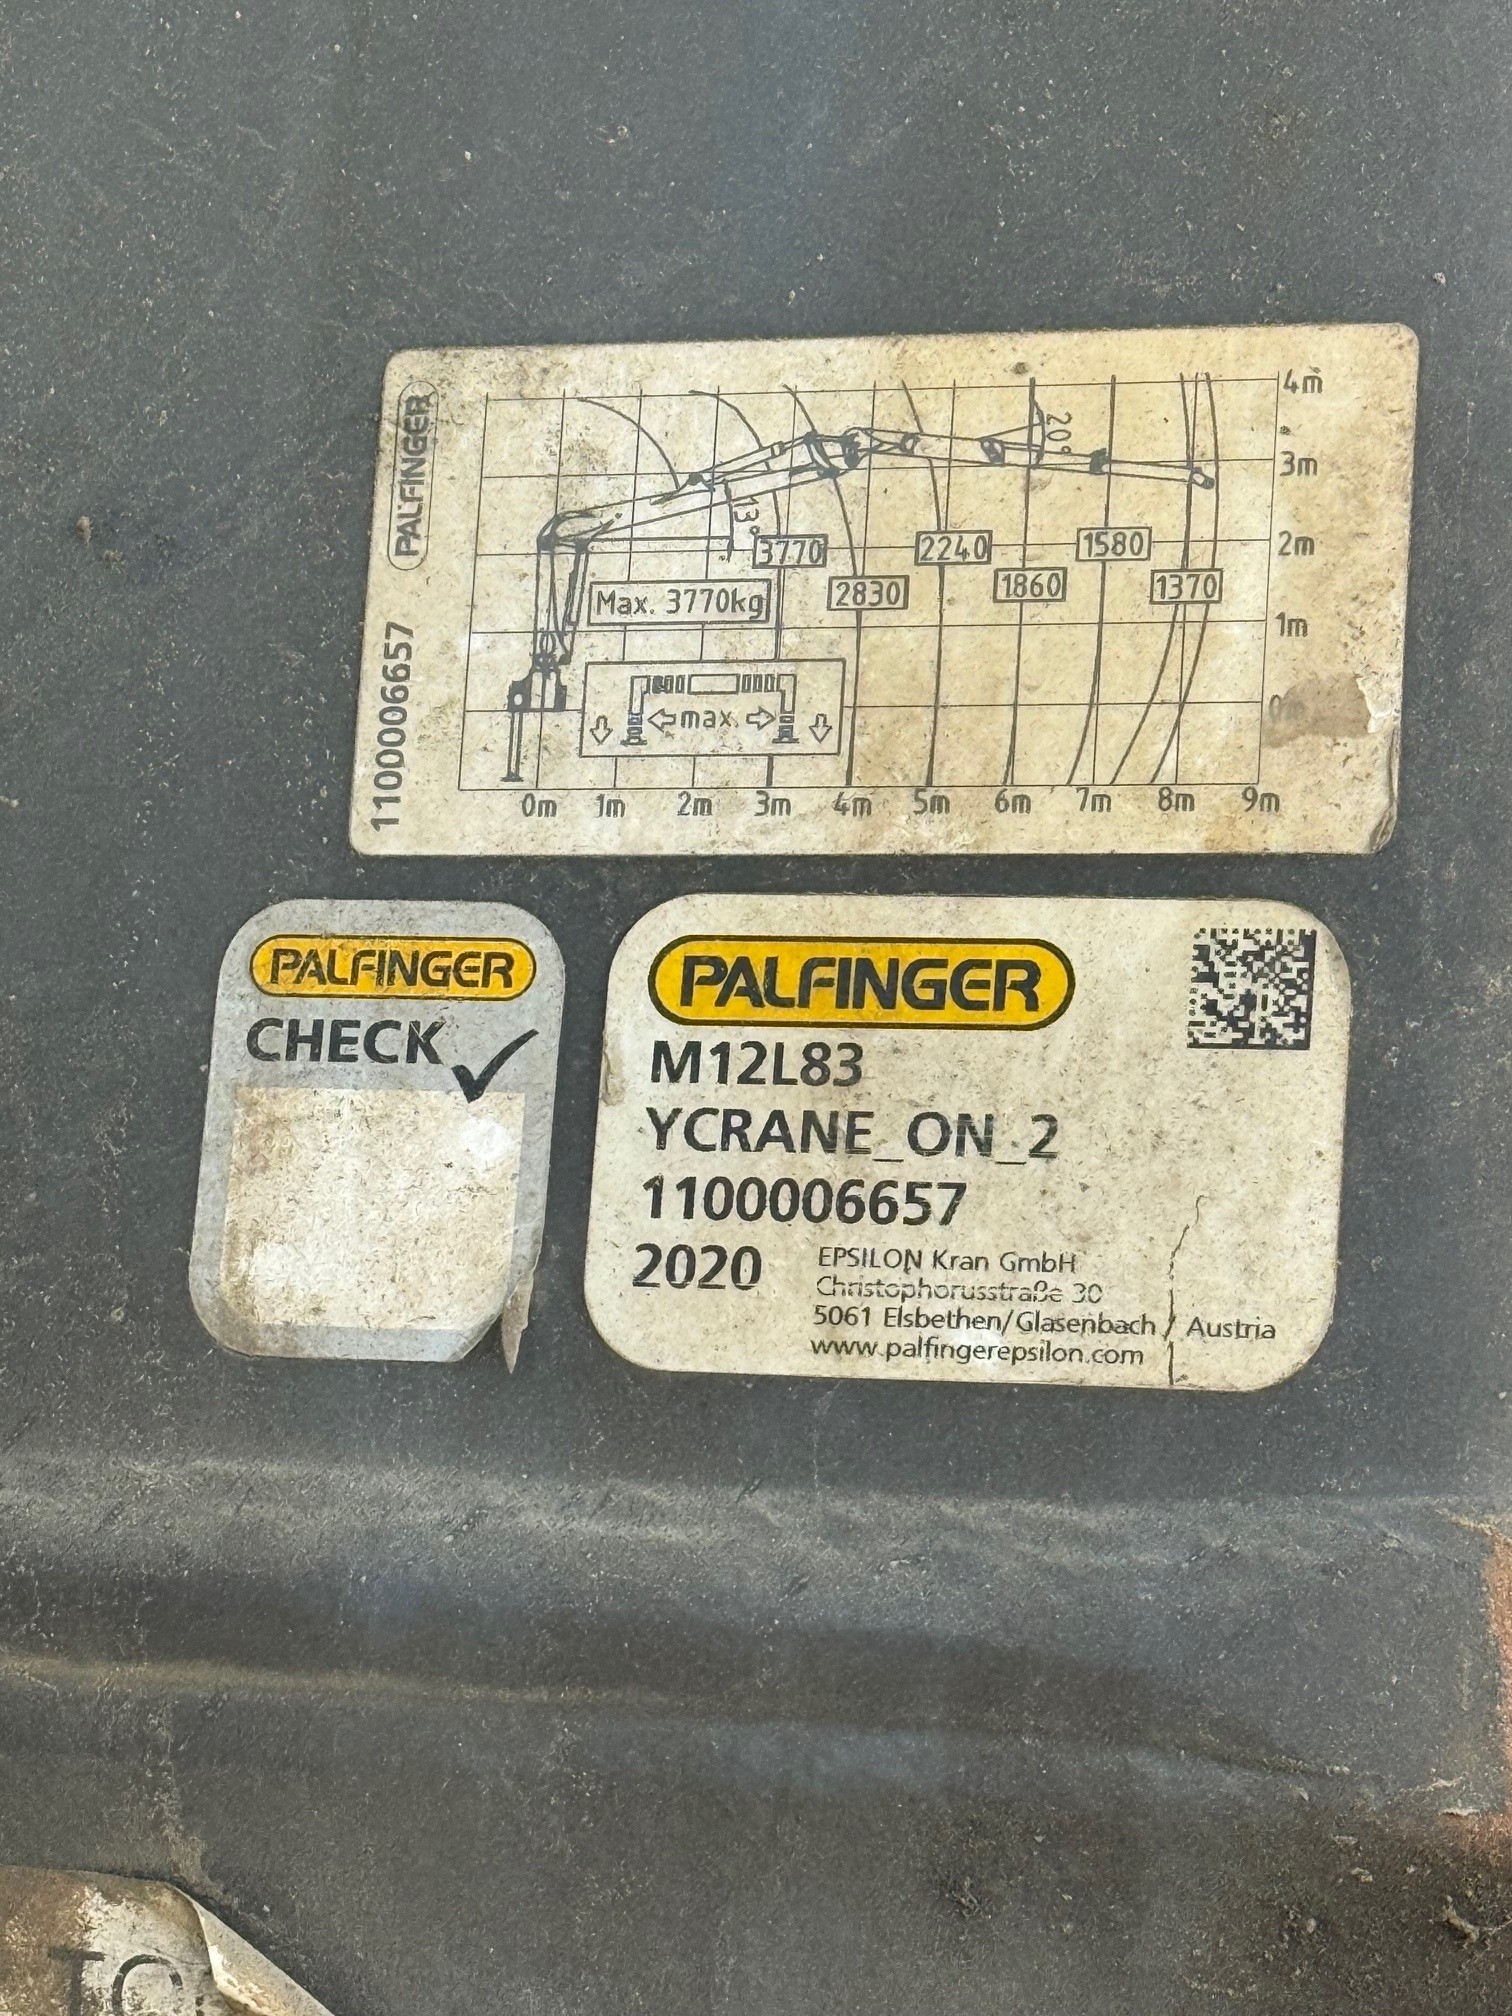 PALFINGER
1100006657
4m
3m
2m
1m
20°
13°
3770
2240
1580
2830
1860
1370
Max. 3770kg
max.
0m 1m 2m 3m 4m 5m 6m 7m 8m 9m
PALFINGER
CHECK
PALFINGER
M12L83
YCRANE_ON_2
1100006657
2020
EPSILON Kran GmbH
Christophorusstraße 30
5061 Elsbethen/Glasenbach / Austria
www.palfingerepsilon.com